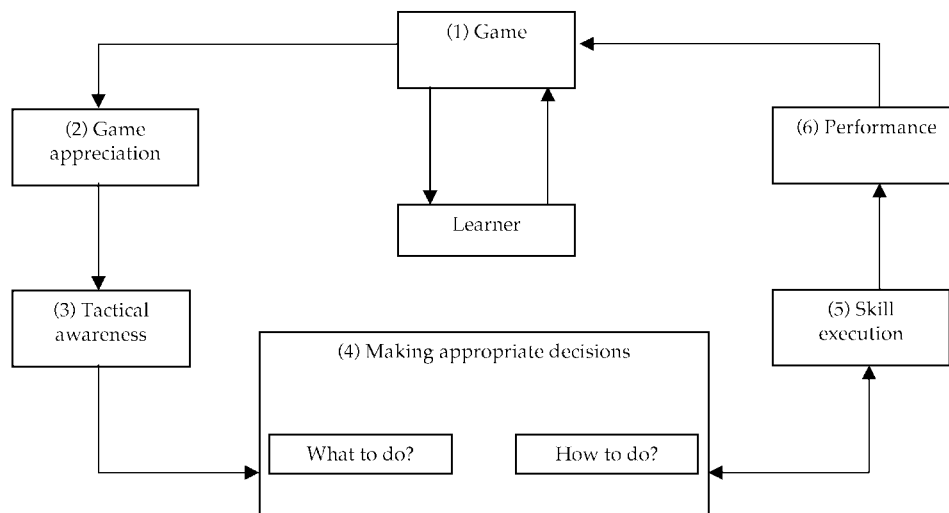 (1) Game
(2) Game
appreciation
(6) Performance
Learner
(3) Tactical
awareness
(5) Skill
execution
(4) Making appropriate decisions
What to do?
How to do?